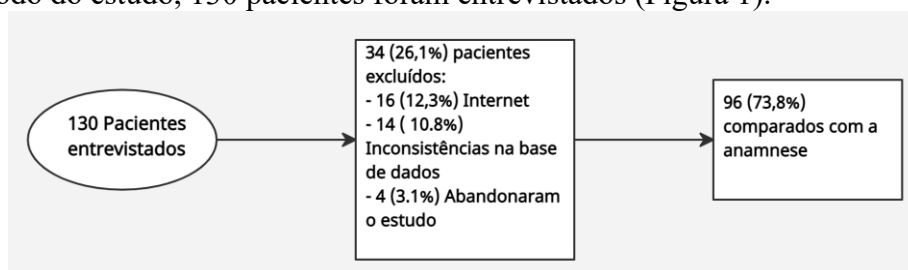 do do estudo, 130 pacientes foram entrevistados (Figura 1).
130 Pacientes
entrevistados
34 (26,1%) pacientes
excluídos:
- 16 (12,3%) Internet
- 14 ( 10.8%)
Inconsistências na base
de dados
- 4 (3.1%) Abandonaram
o estudo
96 (73,8%)
comparados com a
anamnese